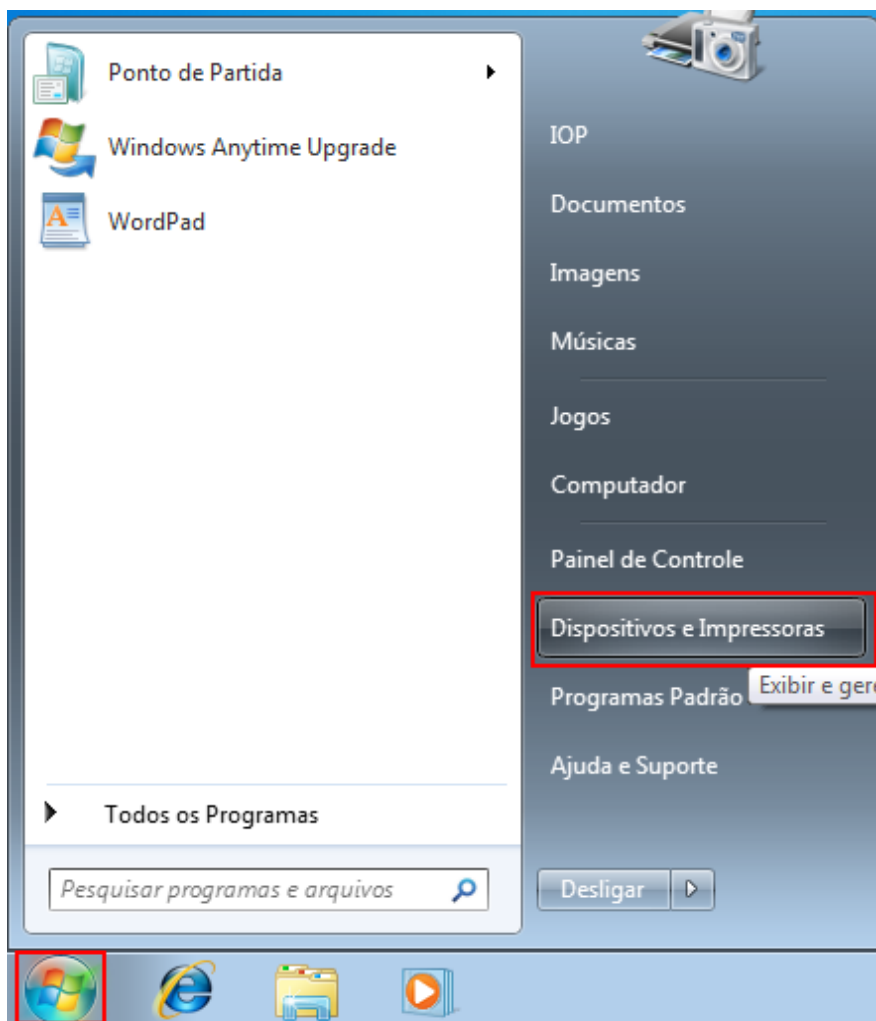 Ponto de Partida
Windows Anytime Upgrade
WordPad
Todos os Programas
Pesquisar programas e arquivos
IOP
Documentos
Imagens
Músicas
Jogos
Computador
Painel de Controle
Dispositivos e Impressoras
Exibir e
Programas Padrão
Ajuda e Suporte
Desligar